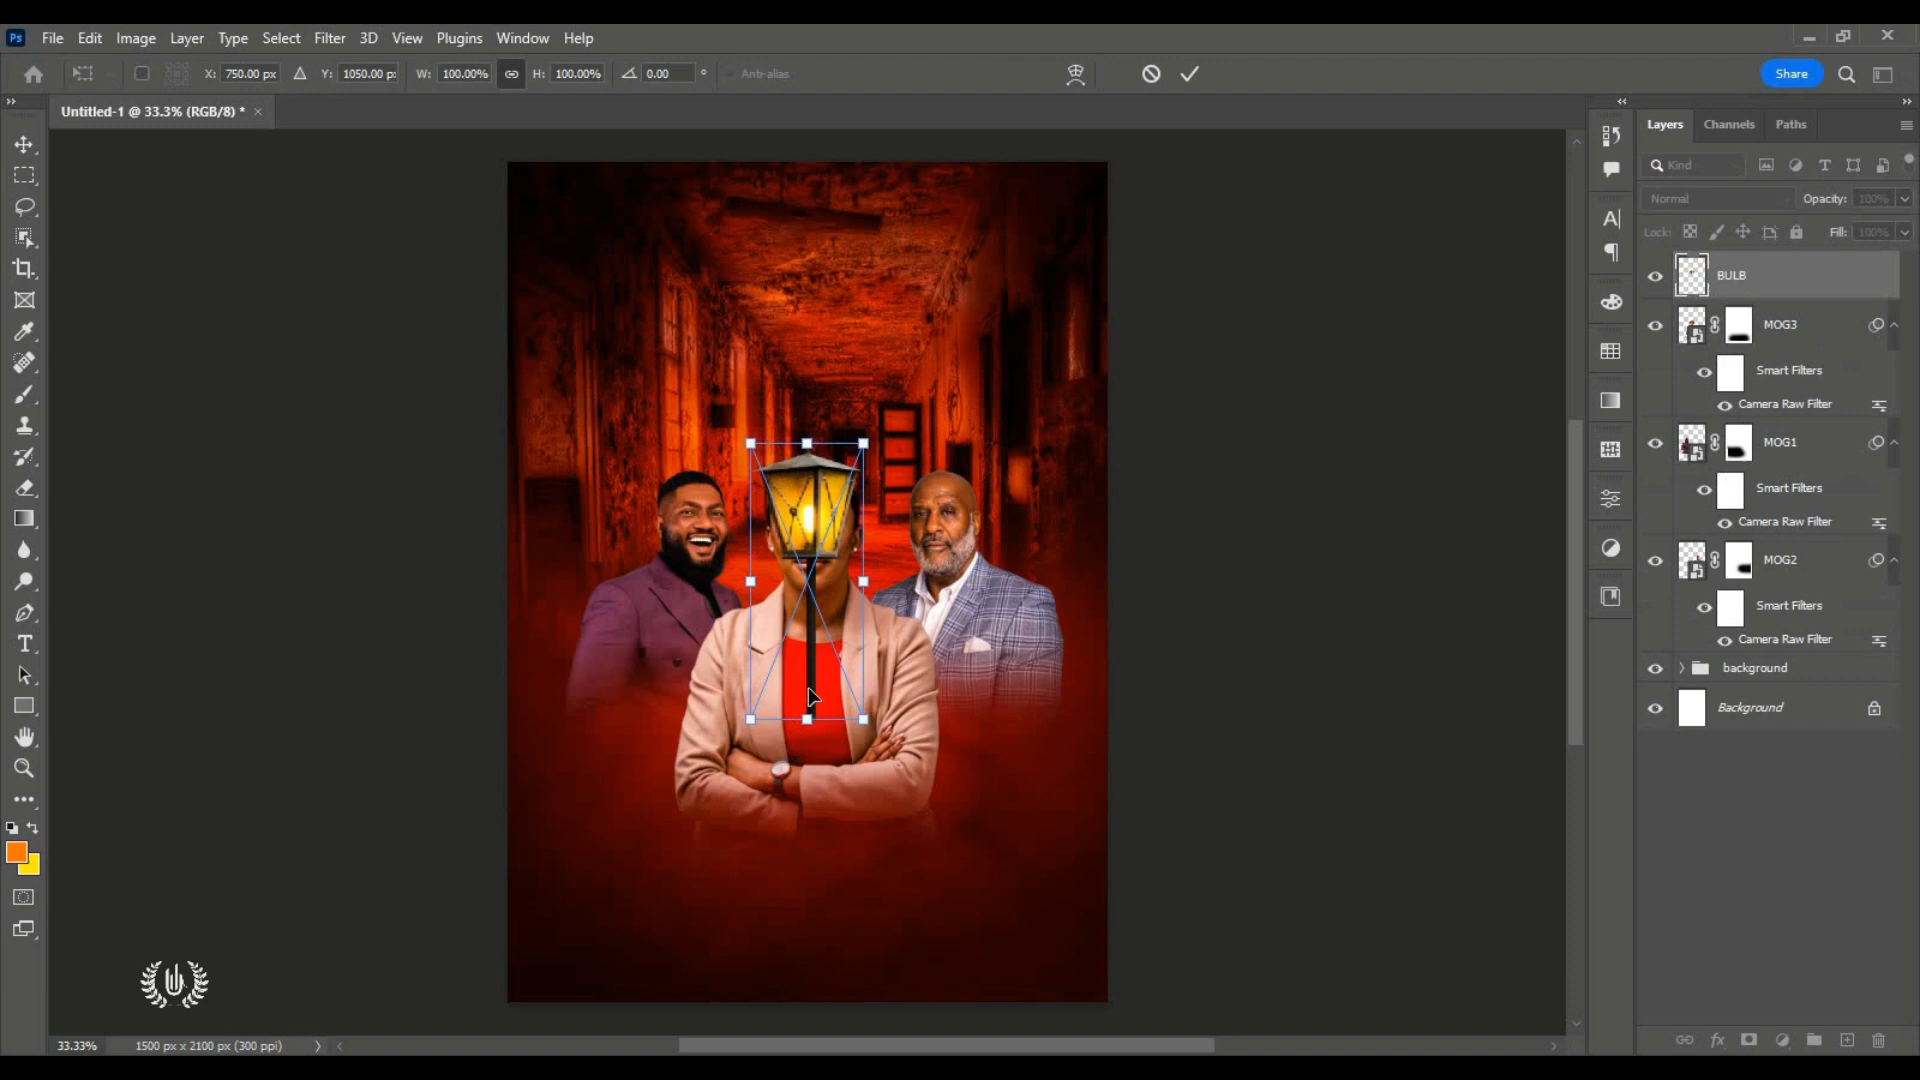 Ps File Edit Image Layer Type Select Filter 3D View Plugins Window Help
X: 750.00 px Y: 1050.00 p: W: 100.00% H: 100.00% 0.00 ° Anti-alias Share
Untitled-1 @ 33.3% (RGB/8) * ×
Layers Channels Paths
Kind
Normal Opacity: 100%
Lock: Fill: 100%
BULB
MOG3
Smart Filters
Camera Raw Filter
MOG1
Smart Filters
Camera Raw Filter
MOG2
Smart Filters
Camera Raw Filter
background
Background
33.33% 1500 px x 2100 px (300 ppi)